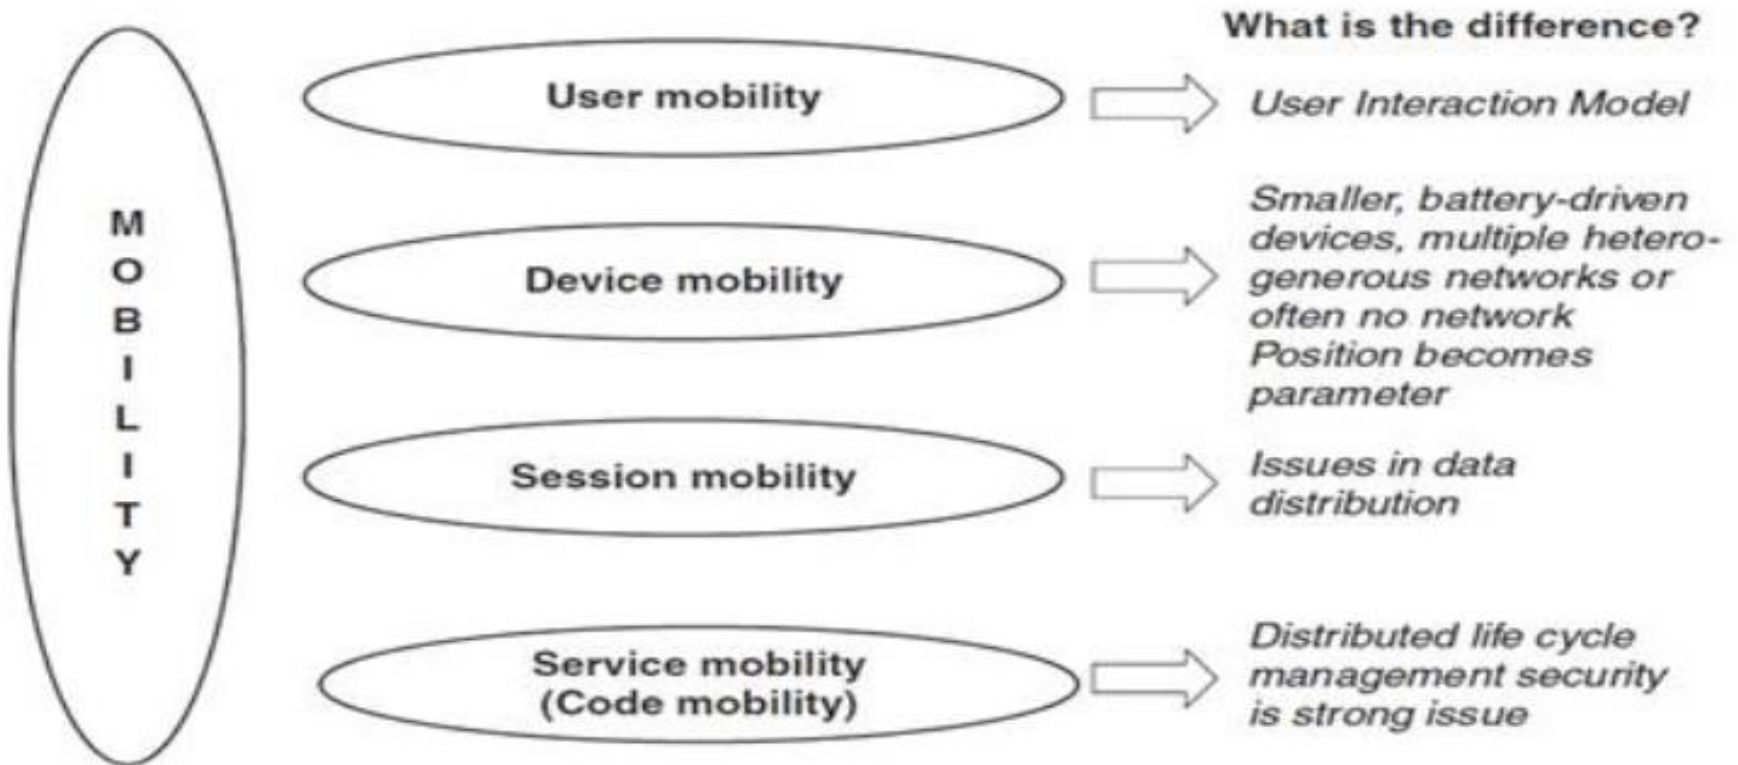 What is the difference?
M
O
B
I
L
I
T
Y
User mobility
User Interaction Model
Device mobility
Smaller, battery-driven
devices, multiple hetero-
generous networks or
often no network
Position becomes
parameter
Session mobility
Issues in data
distribution
Service mobility
(Code mobility)
Distributed life cycle
management security
is strong issue